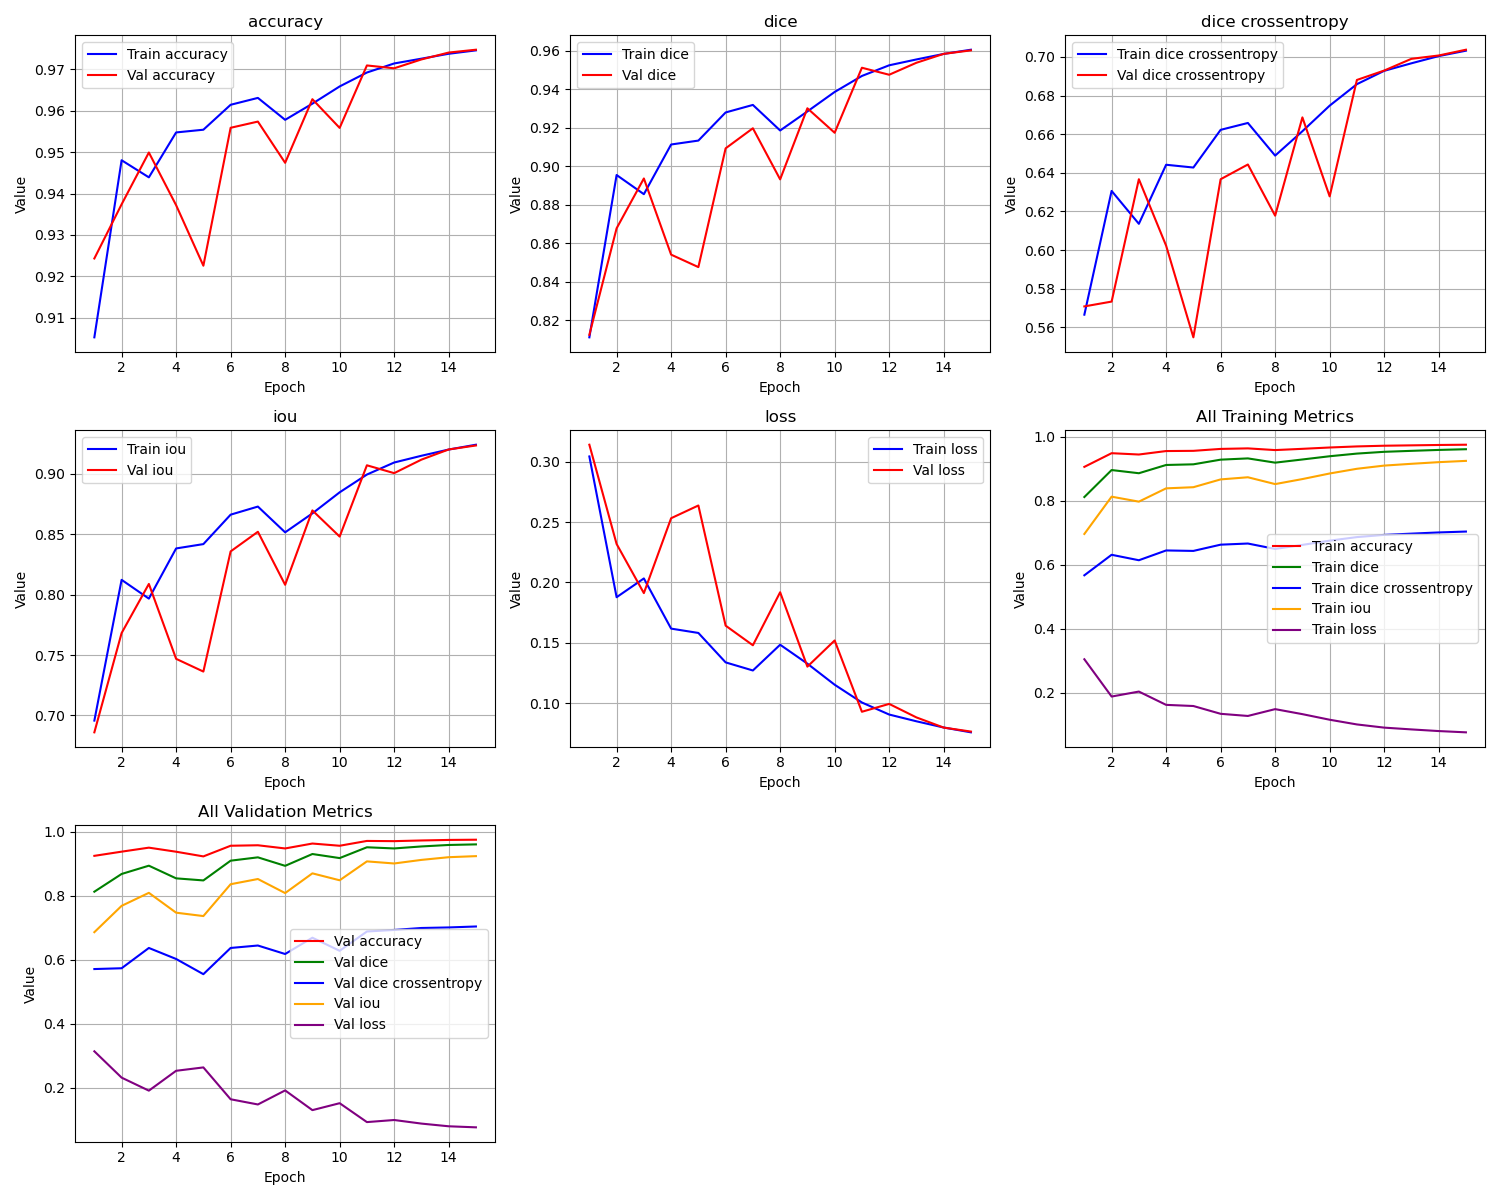 accuracy
Train accuracy
Val accuracy
0.97
0.96
0.95
0.94
0.93
0.92
0.91
Value
2 4 6 8 10 12 14
Epoch
dice
Train dice
Val dice
0.96
0.94
0.92
0.90
0.88
0.86
0.84
0.82
Value
2 4 6 8 10 12 14
Epoch
dice crossentropy
Train dice crossentropy
Val dice crossentropy
0.70
0.68
0.66
0.64
0.62
0.60
0.58
0.56
Value
2 4 6 8 10 12 14
Epoch
iou
Train iou
Val iou
0.90
0.85
0.80
0.75
0.70
Value
2 4 6 8 10 12 14
Epoch
loss
Train loss
Val loss
0.30
0.25
0.20
0.15
0.10
Value
2 4 6 8 10 12 14
Epoch
All Training Metrics
1.0
0.8
0.6
0.4
0.2
Value
Train accuracy
Train dice
Train dice crossentropy
Train iou
Train loss
2 4 6 8 10 12 14
Epoch
All Validation Metrics
1.0
0.8
0.6
0.4
0.2
Value
Val accuracy
Val dice
Val dice crossentropy
Val iou
Val loss
2 4 6 8 10 12 14
Epoch